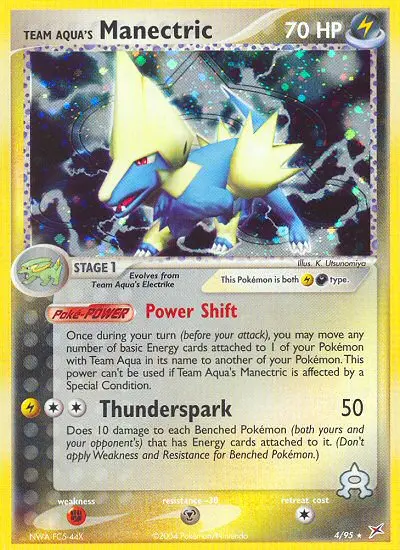 TEAM AQUA'S Manectric 70 HP
Illus. K. Utsunomiya
STAGE 1
Evolves from
Team Aqua's Electrike
This Pokémon is both type.
Poké-POWER Power Shift
Once during your turn (before your attack), you may move any
number of basic Energy cards attached to 1 of your Pokémon
with Team Aqua in its name to another of your Pokémon. This
power can't be used if Team Aqua's Manectric is affected by a
Special Condition.
Thunderspark 50
Does 10 damage to each Benched Pokémon (both yours and
your opponent's) that has Energy cards attached to it. (Don't
apply Weakness and Resistance for Benched Pokémon.)
weakness resistance -30 retreat cost
NWA-FCS-44X ©2004 Pokémon/Nintendo 4/95 ★